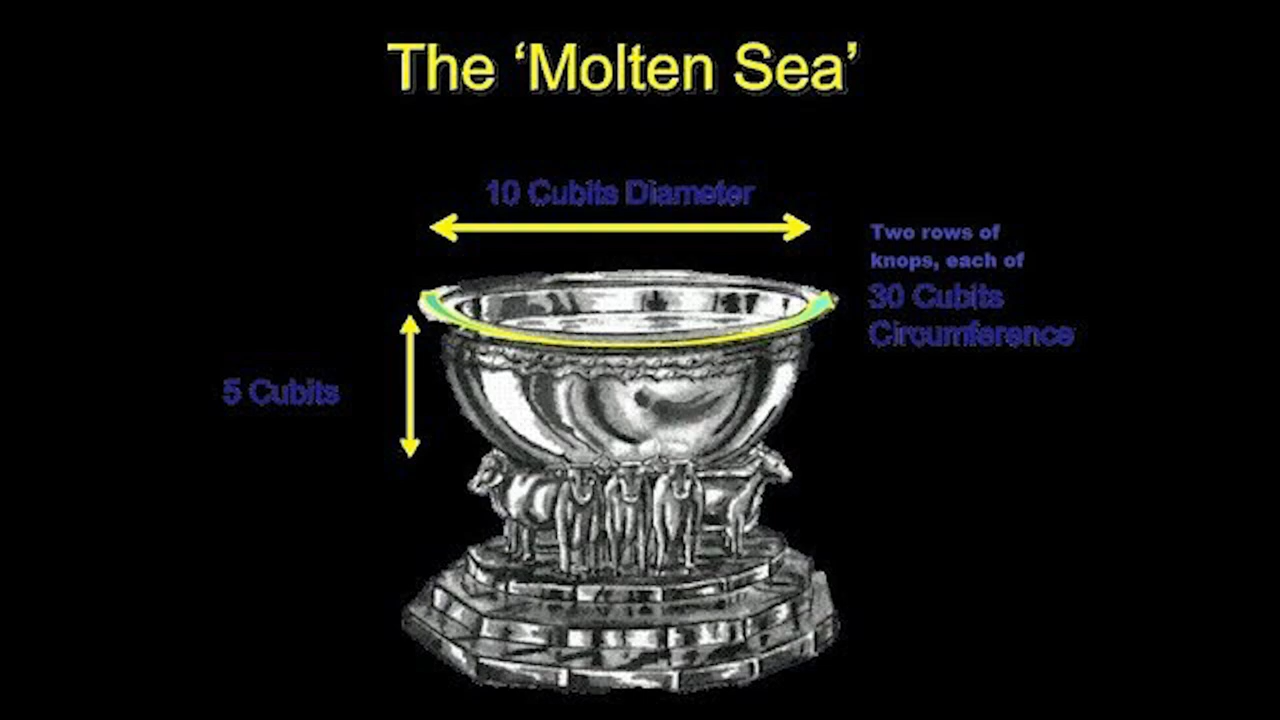 The ‘Molten Sea’
10 Cubits Diameter
Two rows of
knops, each of
30 Cubits
Circumference
5 Cubits